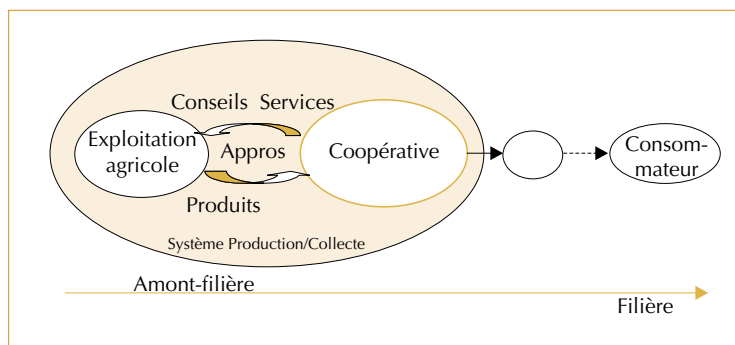 Conseils Services
Exploitation
agricole
Appros
Coopérative
Consom-
mateur
Produits
Système Production/Collecte
Amont-filière
Filière